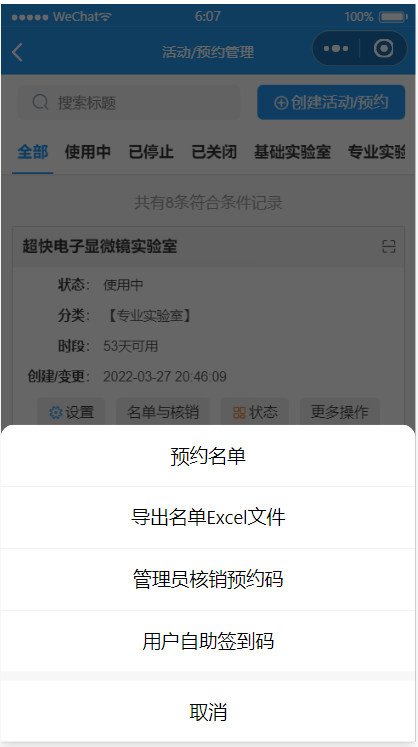 WeChat 6:07 100%
活动/预约管理
搜索标题 创建活动/预约
全部 使用中 已停止 已关闭 基础实验室 专业实验
共有8条符合条件记录
超快电子显微镜实验室
状态: 使用中
分类: 【专业实验室】
时段: 53天可用
创建/变更: 2022-03-27 20:46:09
设置 名单与核销 状态 更多操作
预约名单
导出名单Excel文件
管理员核销预约码
用户自助签到码
取消